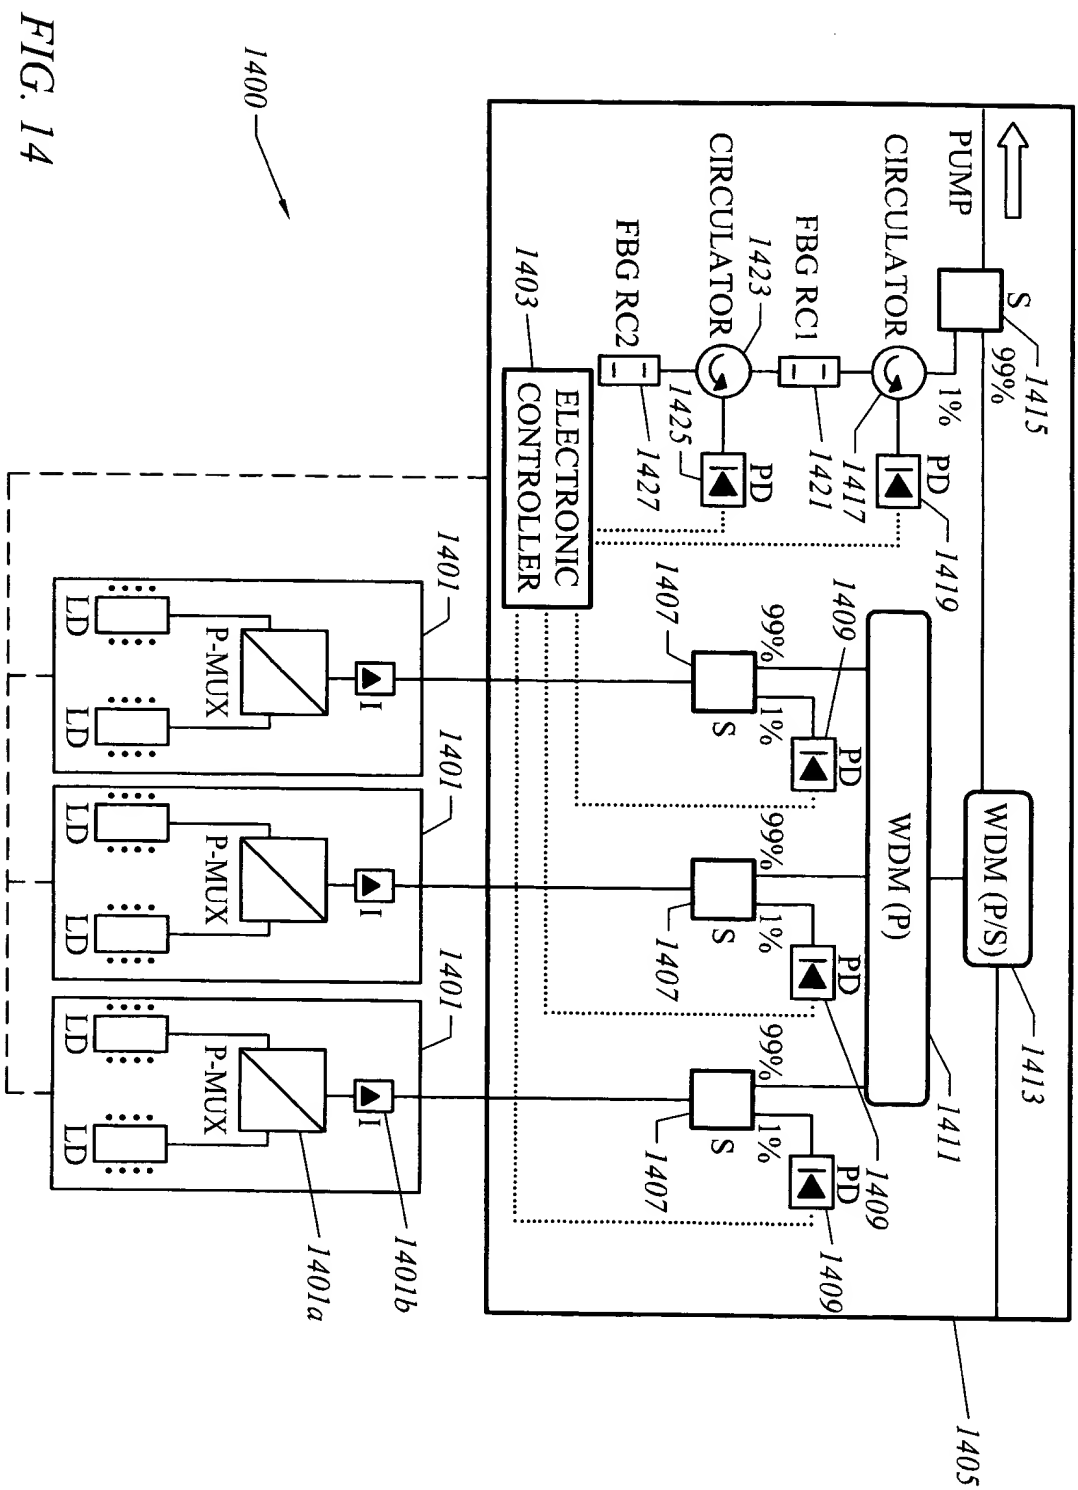 PUMP
S
1415
99%
1%
CIRCULATOR
1417
PD
1419
FBG RC1
1421
CIRCULATOR
1423
PD
1425
FBG RC2
1427
1403
ELECTRONIC
CONTROLLER
WDM (P/S)
1413
WDM (P)
1411
99%
1%
S
1407
PD
1409
99%
1%
S
1407
PD
1409
99%
1%
S
1407
PD
1409
1405
1401
I
P-MUX
LD
LD
1401
I
P-MUX
LD
LD
1401
I
1401b
P-MUX
1401a
LD
LD
1400
FIG. 14